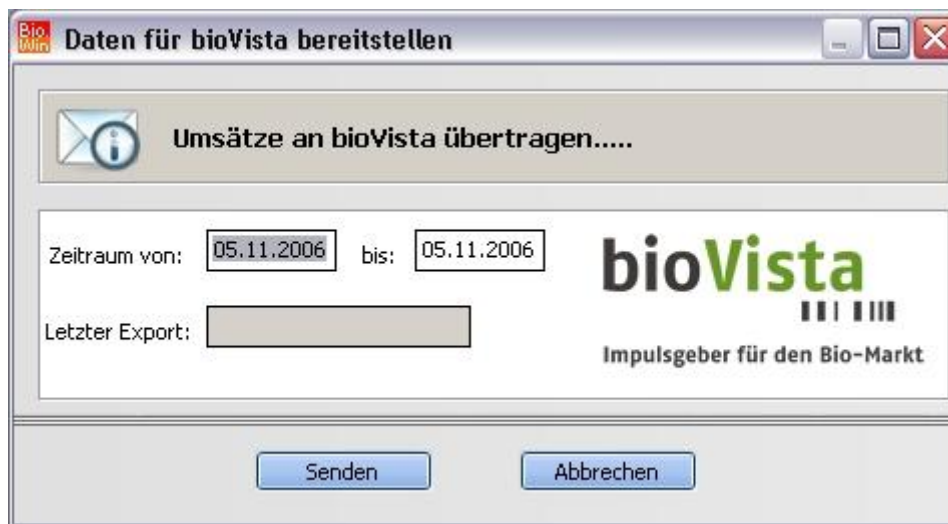 Bio Win Daten für bioVista bereitstellen
Umsätze an bioVista übertragen.....
Zeitraum von: 05.11.2006 bis: 05.11.2006
bioVista
Letzter Export:
Impulsgeber für den Bio-Markt
Senden Abbrechen